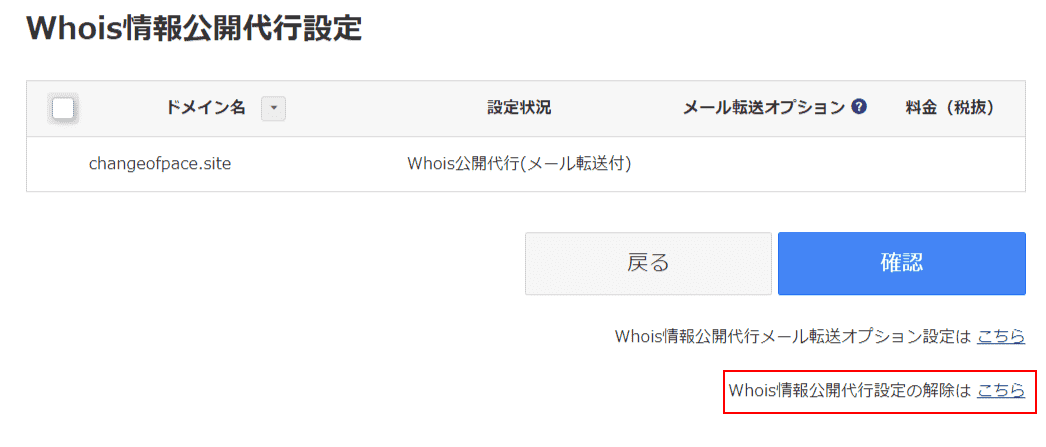 Whois情報公開代行設定
ドメイン名 設定状況 メール転送オプション ? 料金（税抜）
changeofpace.site Whois公開代行(メール転送付)
戻る 確認
Whois情報公開代行メール転送オプション設定は こちら
Whois情報公開代行設定の解除は こちら